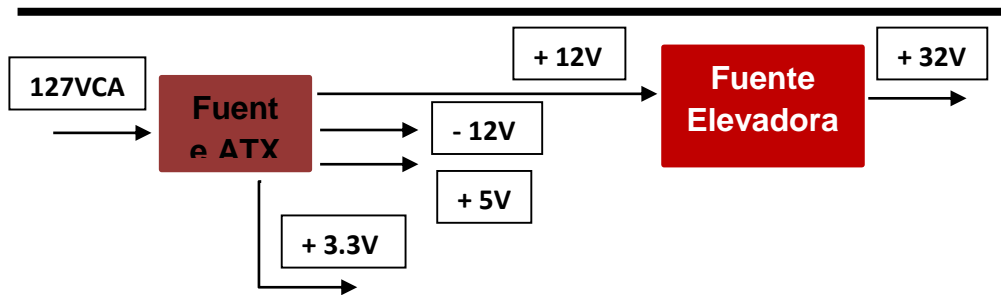 127VCA
Fuent
e ATX
+ 12V
- 12V
+ 5V
+ 3.3V
Fuente
Elevadora
+ 32V